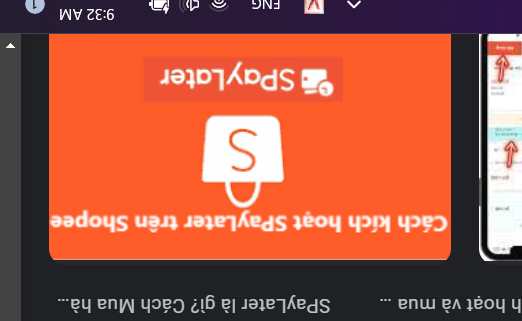 h hoạt và mua ...
SPayLater là gì? Cách Mua hà...
Cách kích hoạt SPayLater trên Shopee
S
SPayLater
ENG
9:32 AM
1